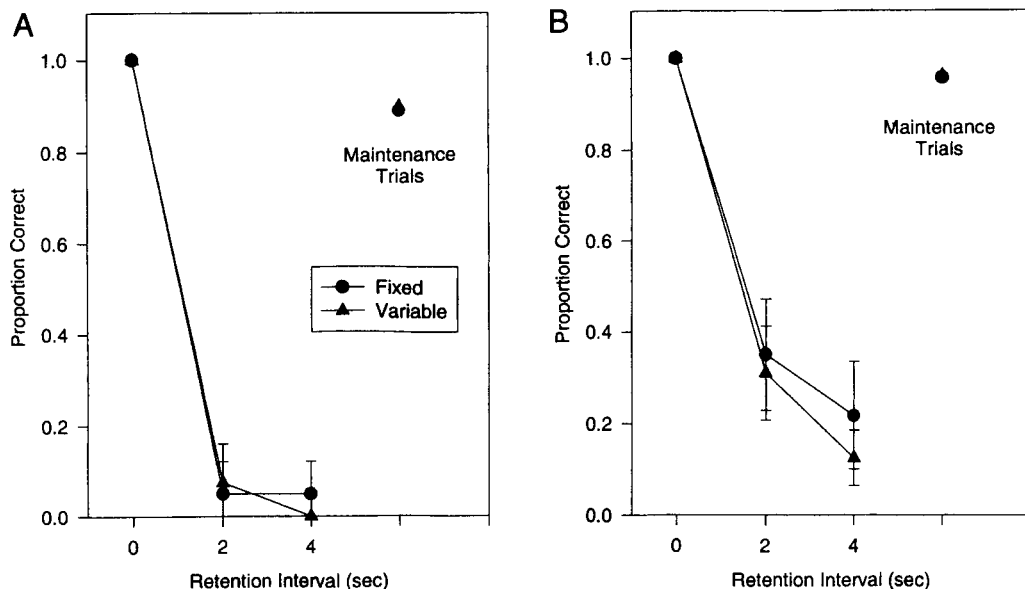 A
1.0
0.8
0.6
0.4
0.2
0.0
Proportion Correct
0
2
4
Retention Interval (sec)
Maintenance
Trials
Fixed
Variable
B
1.0
0.8
0.6
0.4
0.2
0.0
Proportion Correct
0
2
4
Retention Interval (sec)
Maintenance
Trials